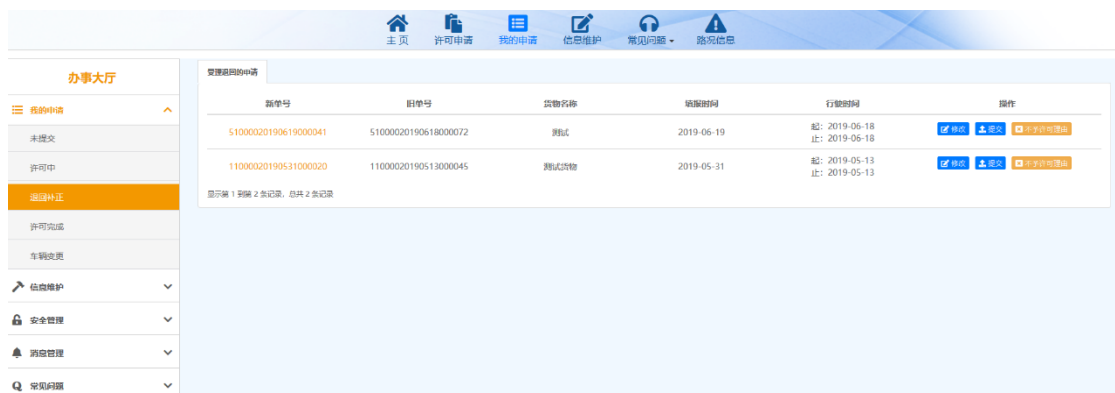 主 页 许可申请 我的申请 信息维护 常见问题 路况信息
办事大厅
我的申请
未提交
许可中
退回补正
许可完成
车辆变更
信息维护
安全管理
消息管理
常见问题
受理退回的申请
新单号 旧单号 货物名称 填报时间 行驶时间 操作
51000020190619000041 51000020190618000072 测试 2019-06-19 起：2019-06-18 修改 提交 不予许可理由
止：2019-06-18
11000020190531000020 11000020190513000045 测试货物 2019-05-31 起：2019-05-13 修改 提交 不予许可理由
止：2019-05-13
显示第 1 到第 2 条记录，总共 2 条记录